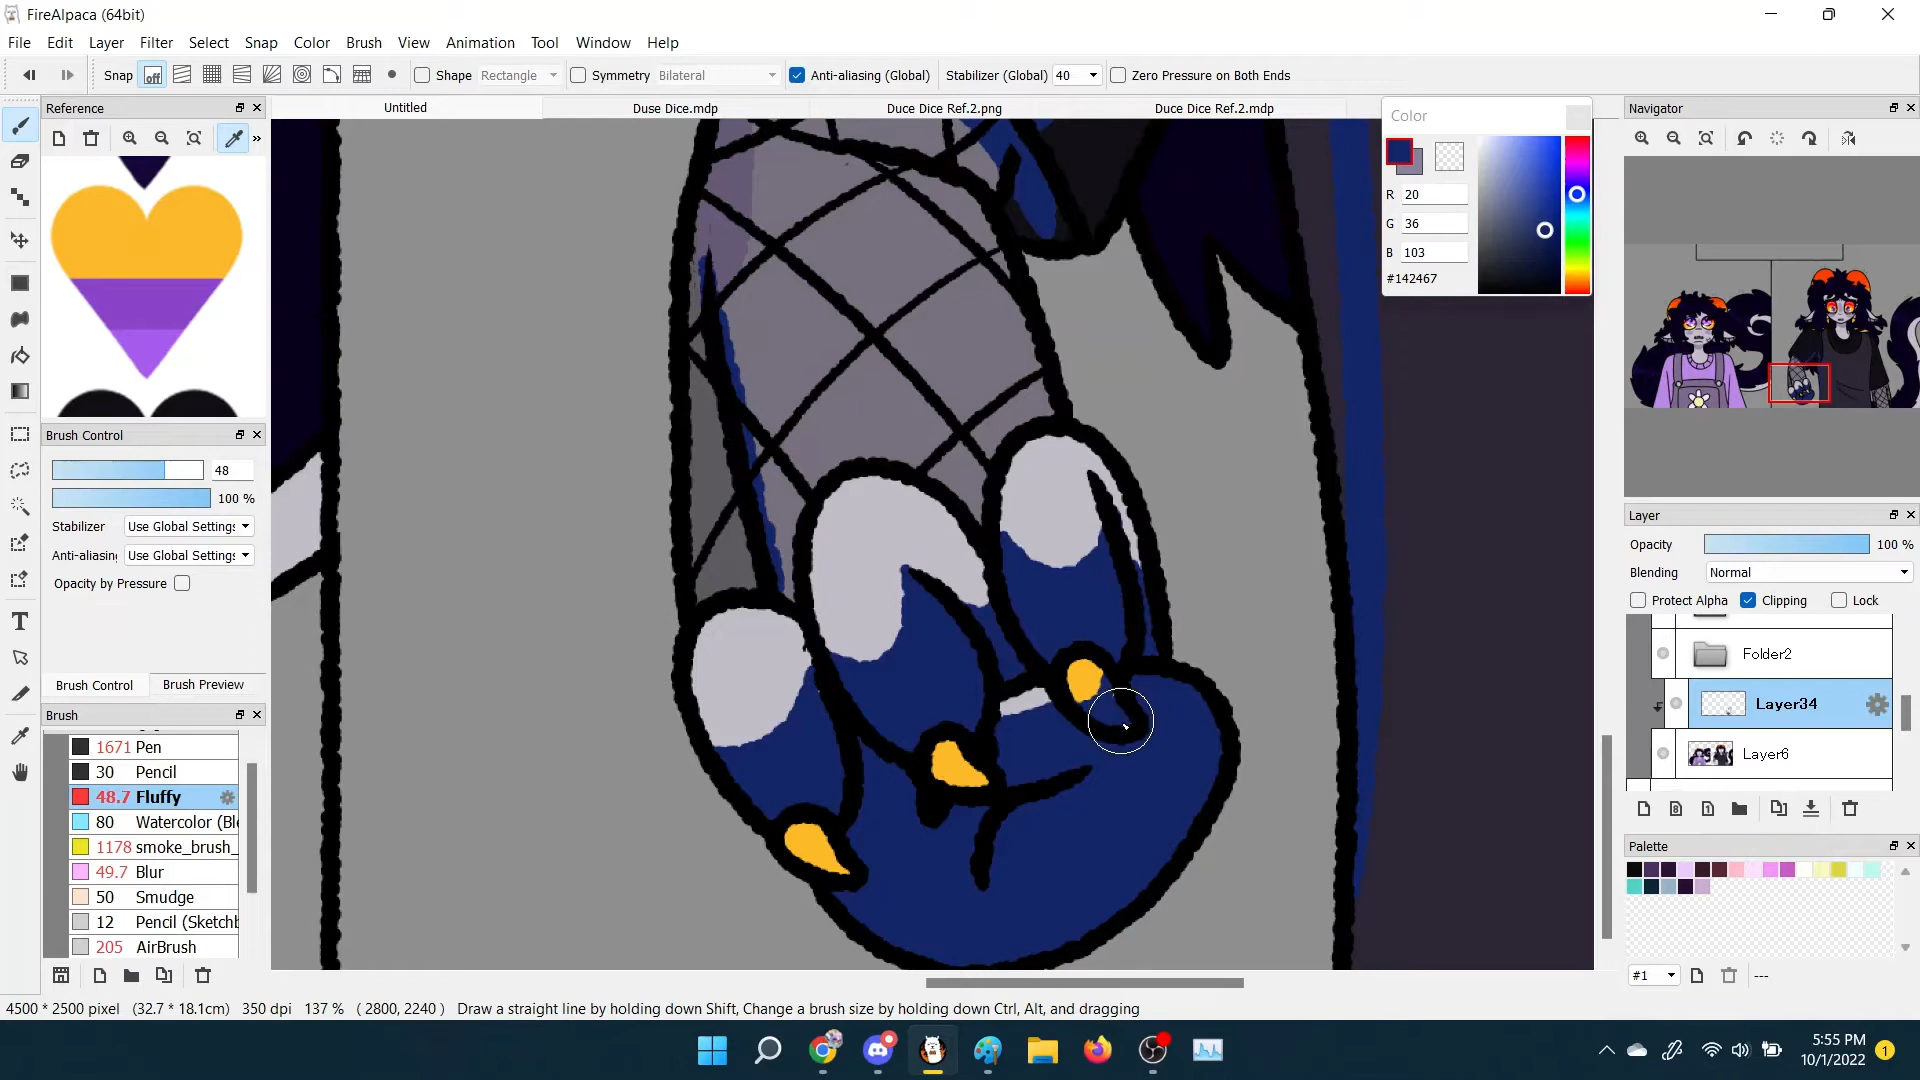 FireAlpaca (64bit)
File Edit Layer Filter Select Snap Color Brush View Animation Tool Window Help
Snap off Shape Rectangle Symmetry Bilateral Anti-aliasing (Global) Stabilizer (Global) 40 Zero Pressure on Both Ends
Reference
Untitled Duse Dice.mdp Duce Dice Ref.2.png Duce Dice Ref.2.mdp
Color
R 20
G 36
B 103
#142467
Navigator
Brush Control
48
100 %
Stabilizer Use Global Settings
Anti-aliasing Use Global Settings
Opacity by Pressure
Brush Control Brush Preview
Brush
1671 Pen
30 Pencil
48.7 Fluffy
80 Watercolor (Ble
1178 smoke_brush_
49.7 Blur
50 Smudge
12 Pencil (Sketchb
205 AirBrush
Layer
Opacity 100 %
Blending Normal
Protect Alpha Clipping Lock
Folder2
Layer34
Layer6
Palette
#1 ---
4500 * 2500 pixel (32.7 * 18.1cm) 350 dpi 137 % ( 2800, 2240 ) Draw a straight line by holding down Shift, Change a brush size by holding down Ctrl, Alt, and dragging
5:55 PM
10/1/2022 1